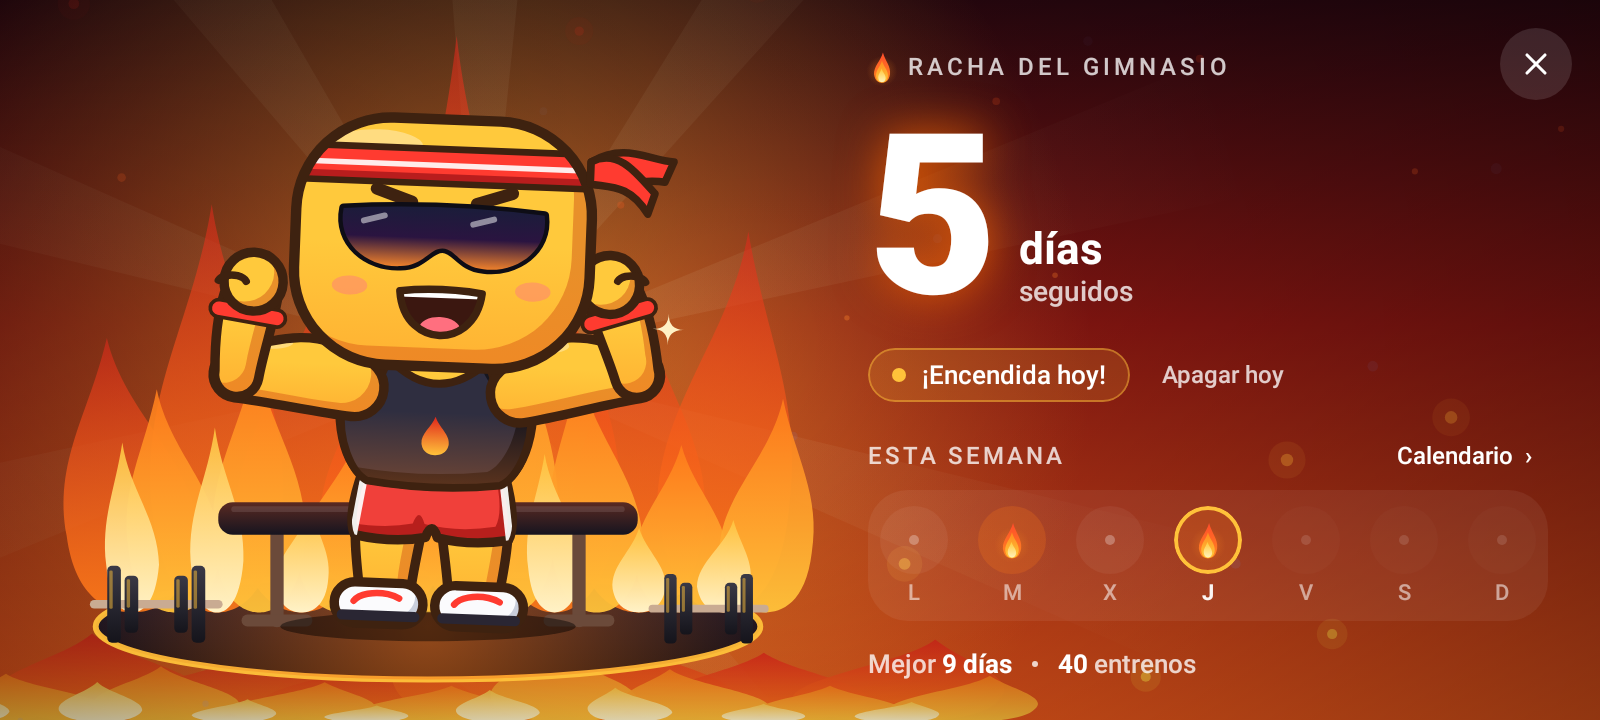 RACHA DEL GIMNASIO
5 días
seguidos
¡Encendida hoy! Apagar hoy
ESTA SEMANA Calendario ›
L M X J V S D
Mejor 9 días • 40 entrenos